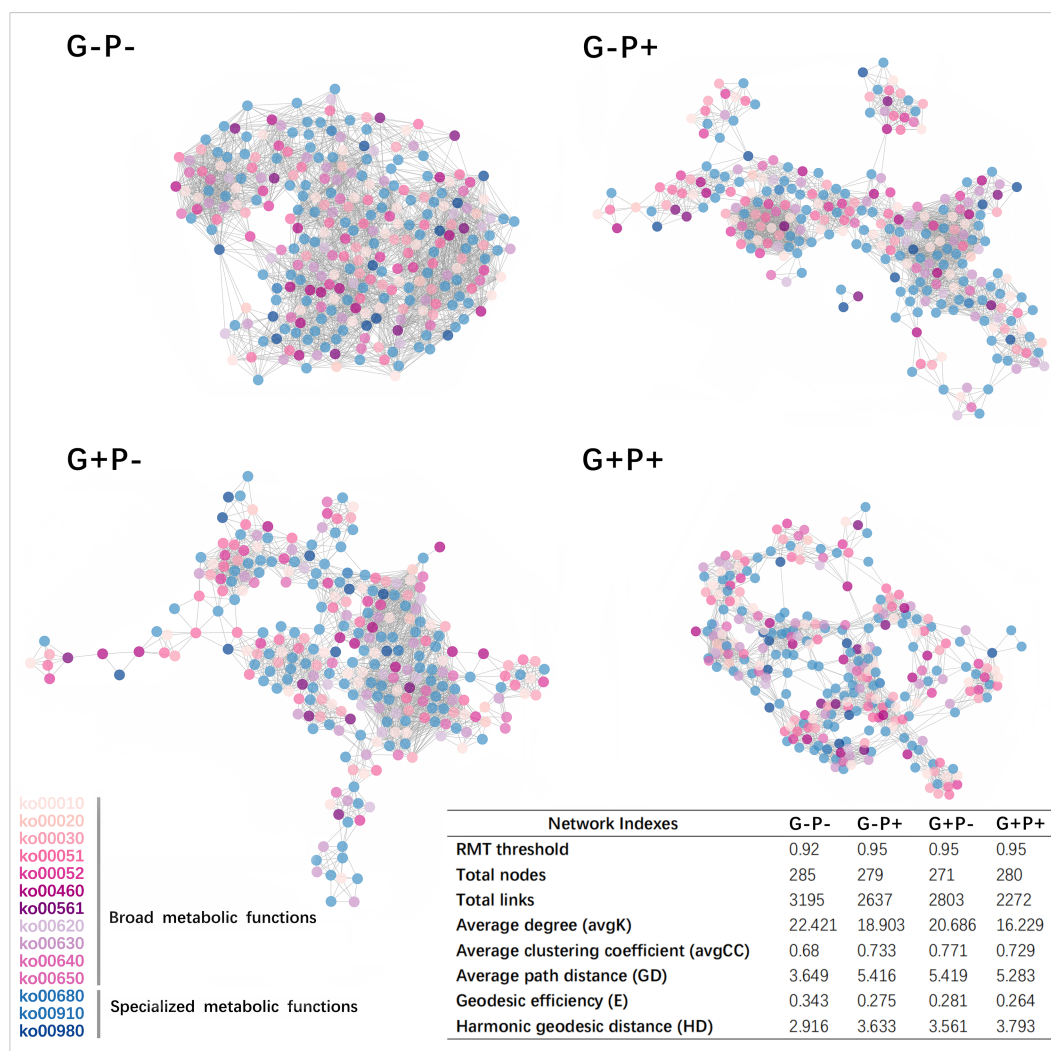 G-P-
G-P+
G+P-
G+P+
ko00010
ko00020
ko00030
ko00051
ko00052
ko00460
ko00561
ko00620
ko00630
ko00640
ko00650
Broad metabolic functions
ko00680
ko00910
ko00980
Specialized metabolic functions
Network Indexes G-P- G-P+ G+P- G+P+
RMT threshold 0.92 0.95 0.95 0.95
Total nodes 285 279 271 280
Total links 3195 2637 2803 2272
Average degree (avgK) 22.421 18.903 20.686 16.229
Average clustering coefficient (avgCC) 0.68 0.733 0.771 0.729
Average path distance (GD) 3.649 5.416 5.419 5.283
Geodesic efficiency (E) 0.343 0.275 0.281 0.264
Harmonic geodesic distance (HD) 2.916 3.633 3.561 3.793